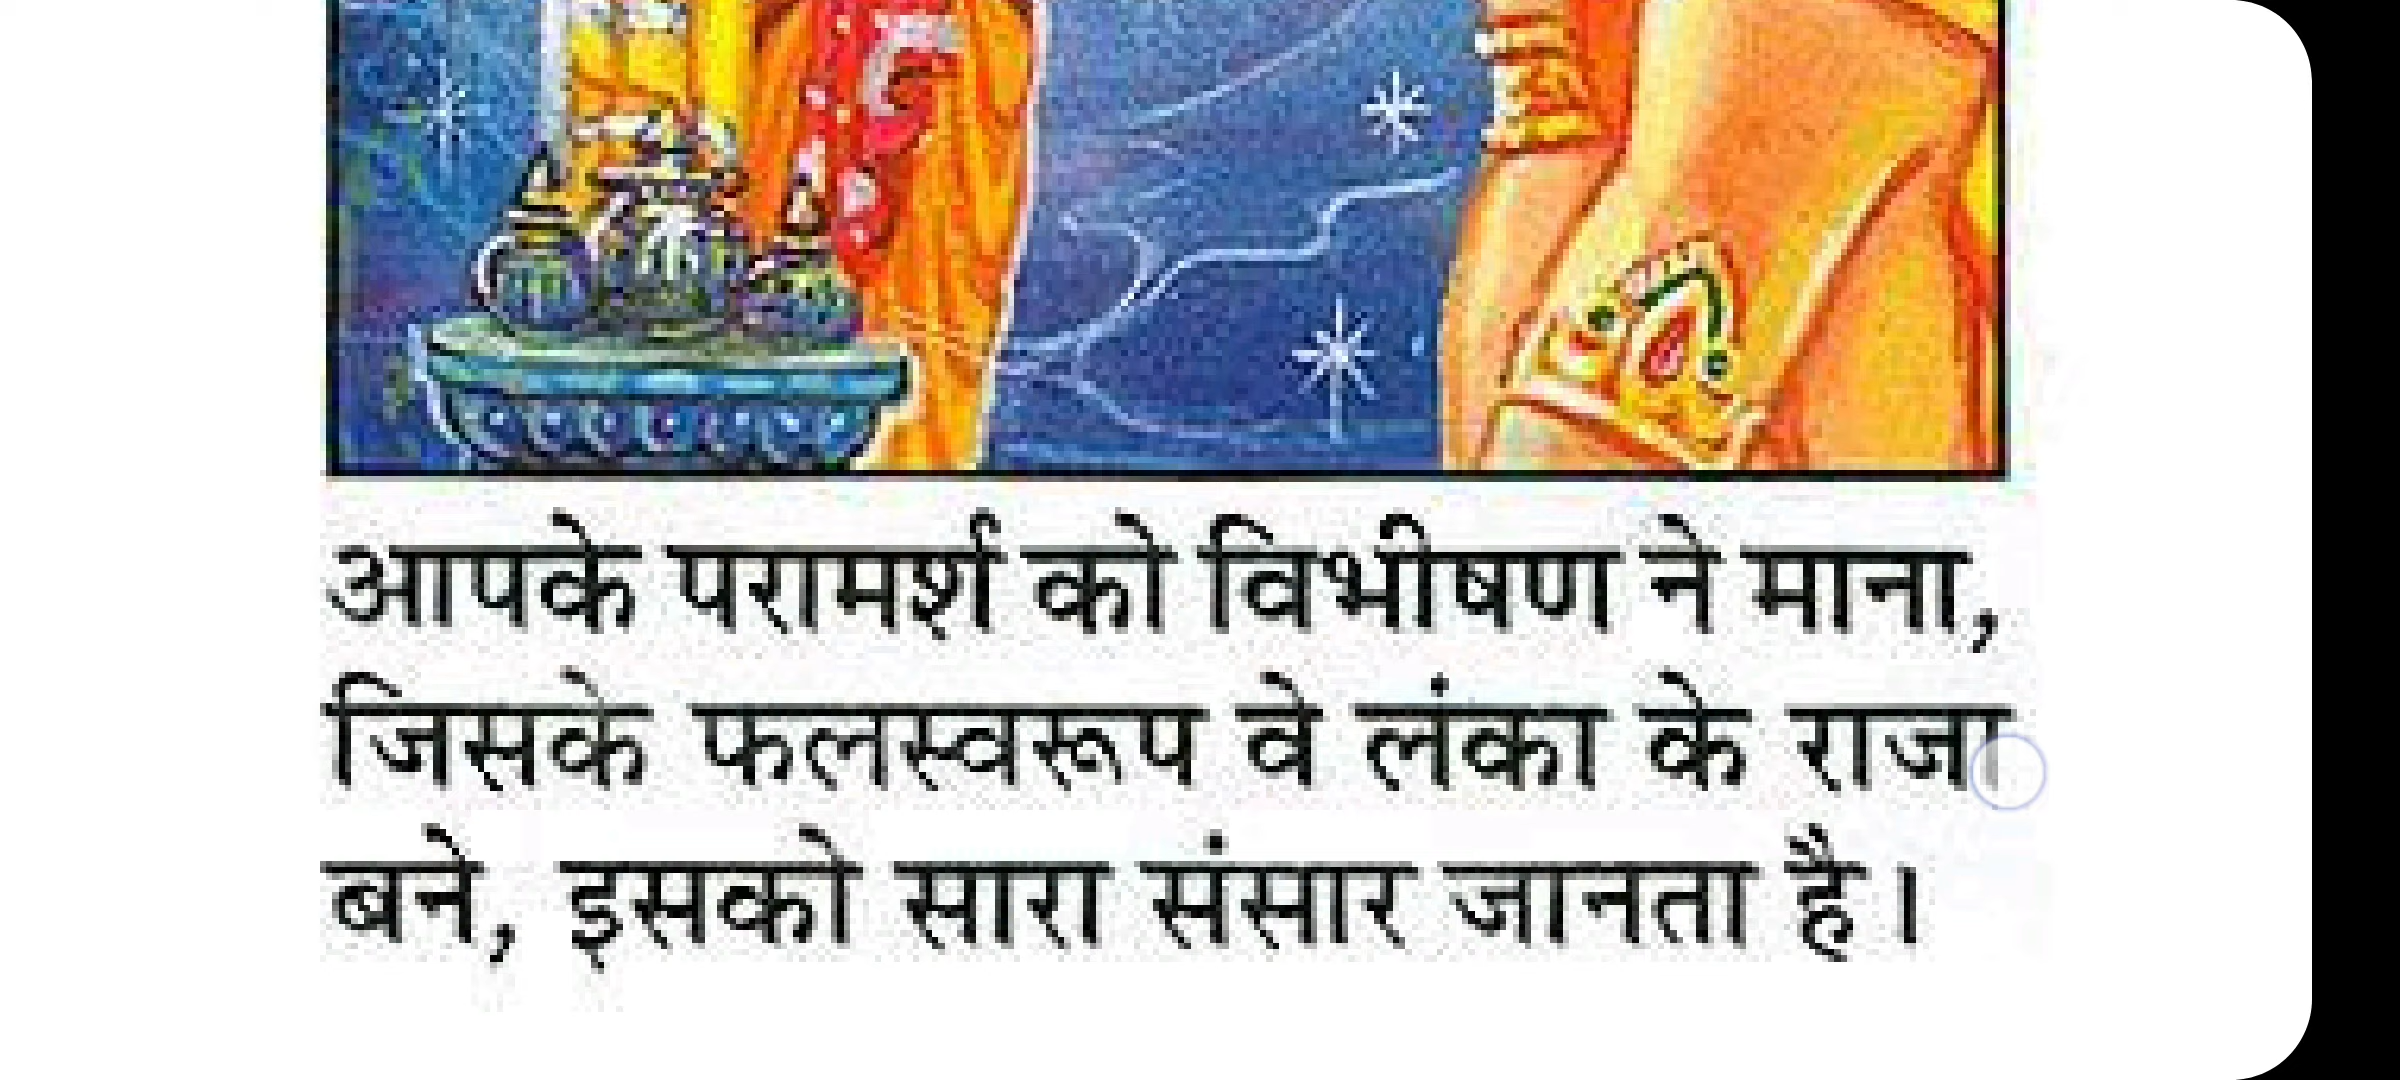 आपके परामर्श को विभीषण ने माना,
जिसके फलस्वरूप वे लंका के राजा
बने, इसको सारा संसार जानता है।